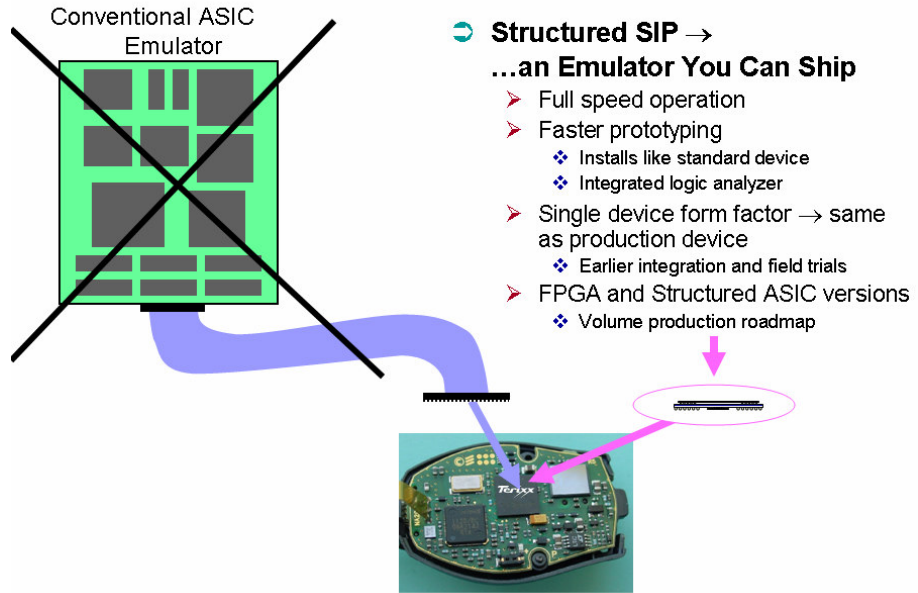 Conventional ASIC
Emulator
➲ Structured SIP →
…an Emulator You Can Ship
➢ Full speed operation
➢ Faster prototyping
❖ Installs like standard device
❖ Integrated logic analyzer
➢ Single device form factor → same
as production device
❖ Earlier integration and field trials
➢ FPGA and Structured ASIC versions
❖ Volume production roadmap
Terixx